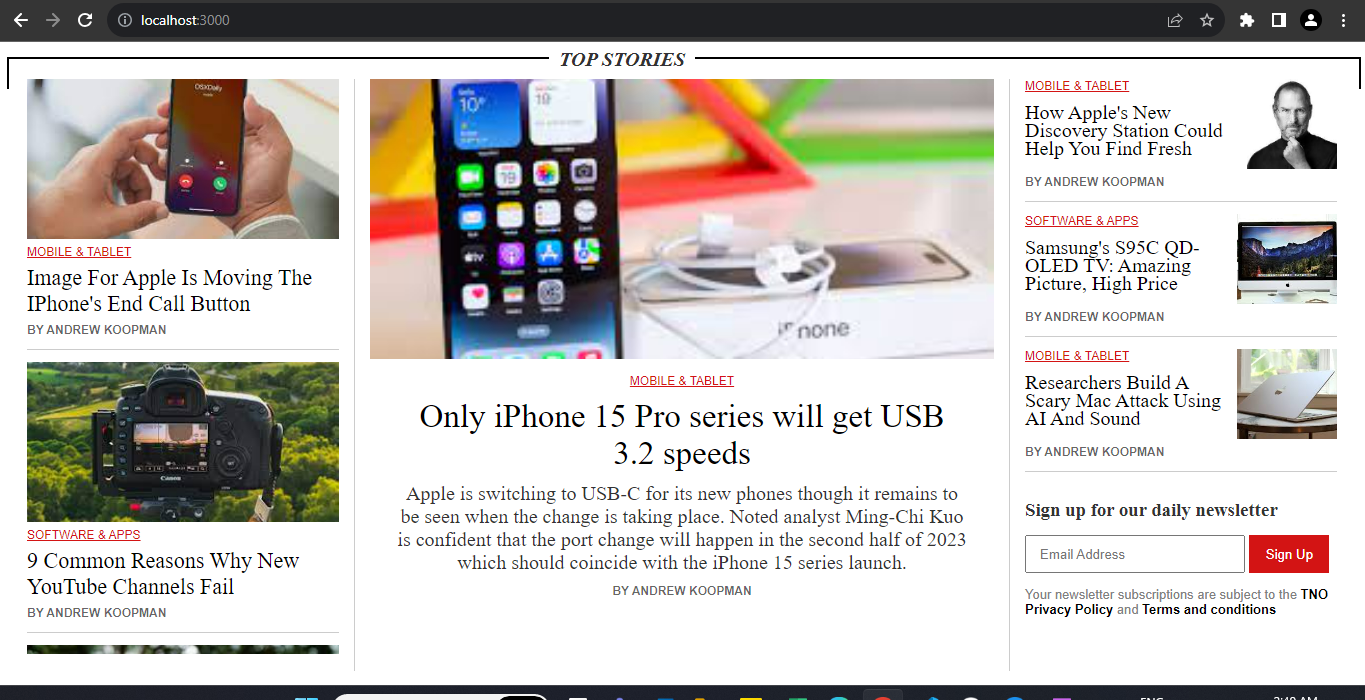 localhost:3000
TOP STORIES
OSXDaily
MOBILE & TABLET
Image For Apple Is Moving The
IPhone's End Call Button
BY ANDREW KOOPMAN
Canon
SOFTWARE & APPS
9 Common Reasons Why New
YouTube Channels Fail
BY ANDREW KOOPMAN
10°
19
19
MOBILE & TABLET
Only iPhone 15 Pro series will get USB
3.2 speeds
Apple is switching to USB-C for its new phones though it remains to
be seen when the change is taking place. Noted analyst Ming-Chi Kuo
is confident that the port change will happen in the second half of 2023
which should coincide with the iPhone 15 series launch.
BY ANDREW KOOPMAN
MOBILE & TABLET
How Apple's New
Discovery Station Could
Help You Find Fresh
BY ANDREW KOOPMAN
SOFTWARE & APPS
Samsung's S95C QD-
OLED TV: Amazing
Picture, High Price
BY ANDREW KOOPMAN
MOBILE & TABLET
Researchers Build A
Scary Mac Attack Using
AI And Sound
BY ANDREW KOOPMAN
Sign up for our daily newsletter
Email Address
Sign Up
Your newsletter subscriptions are subject to the TNO
Privacy Policy and Terms and conditions